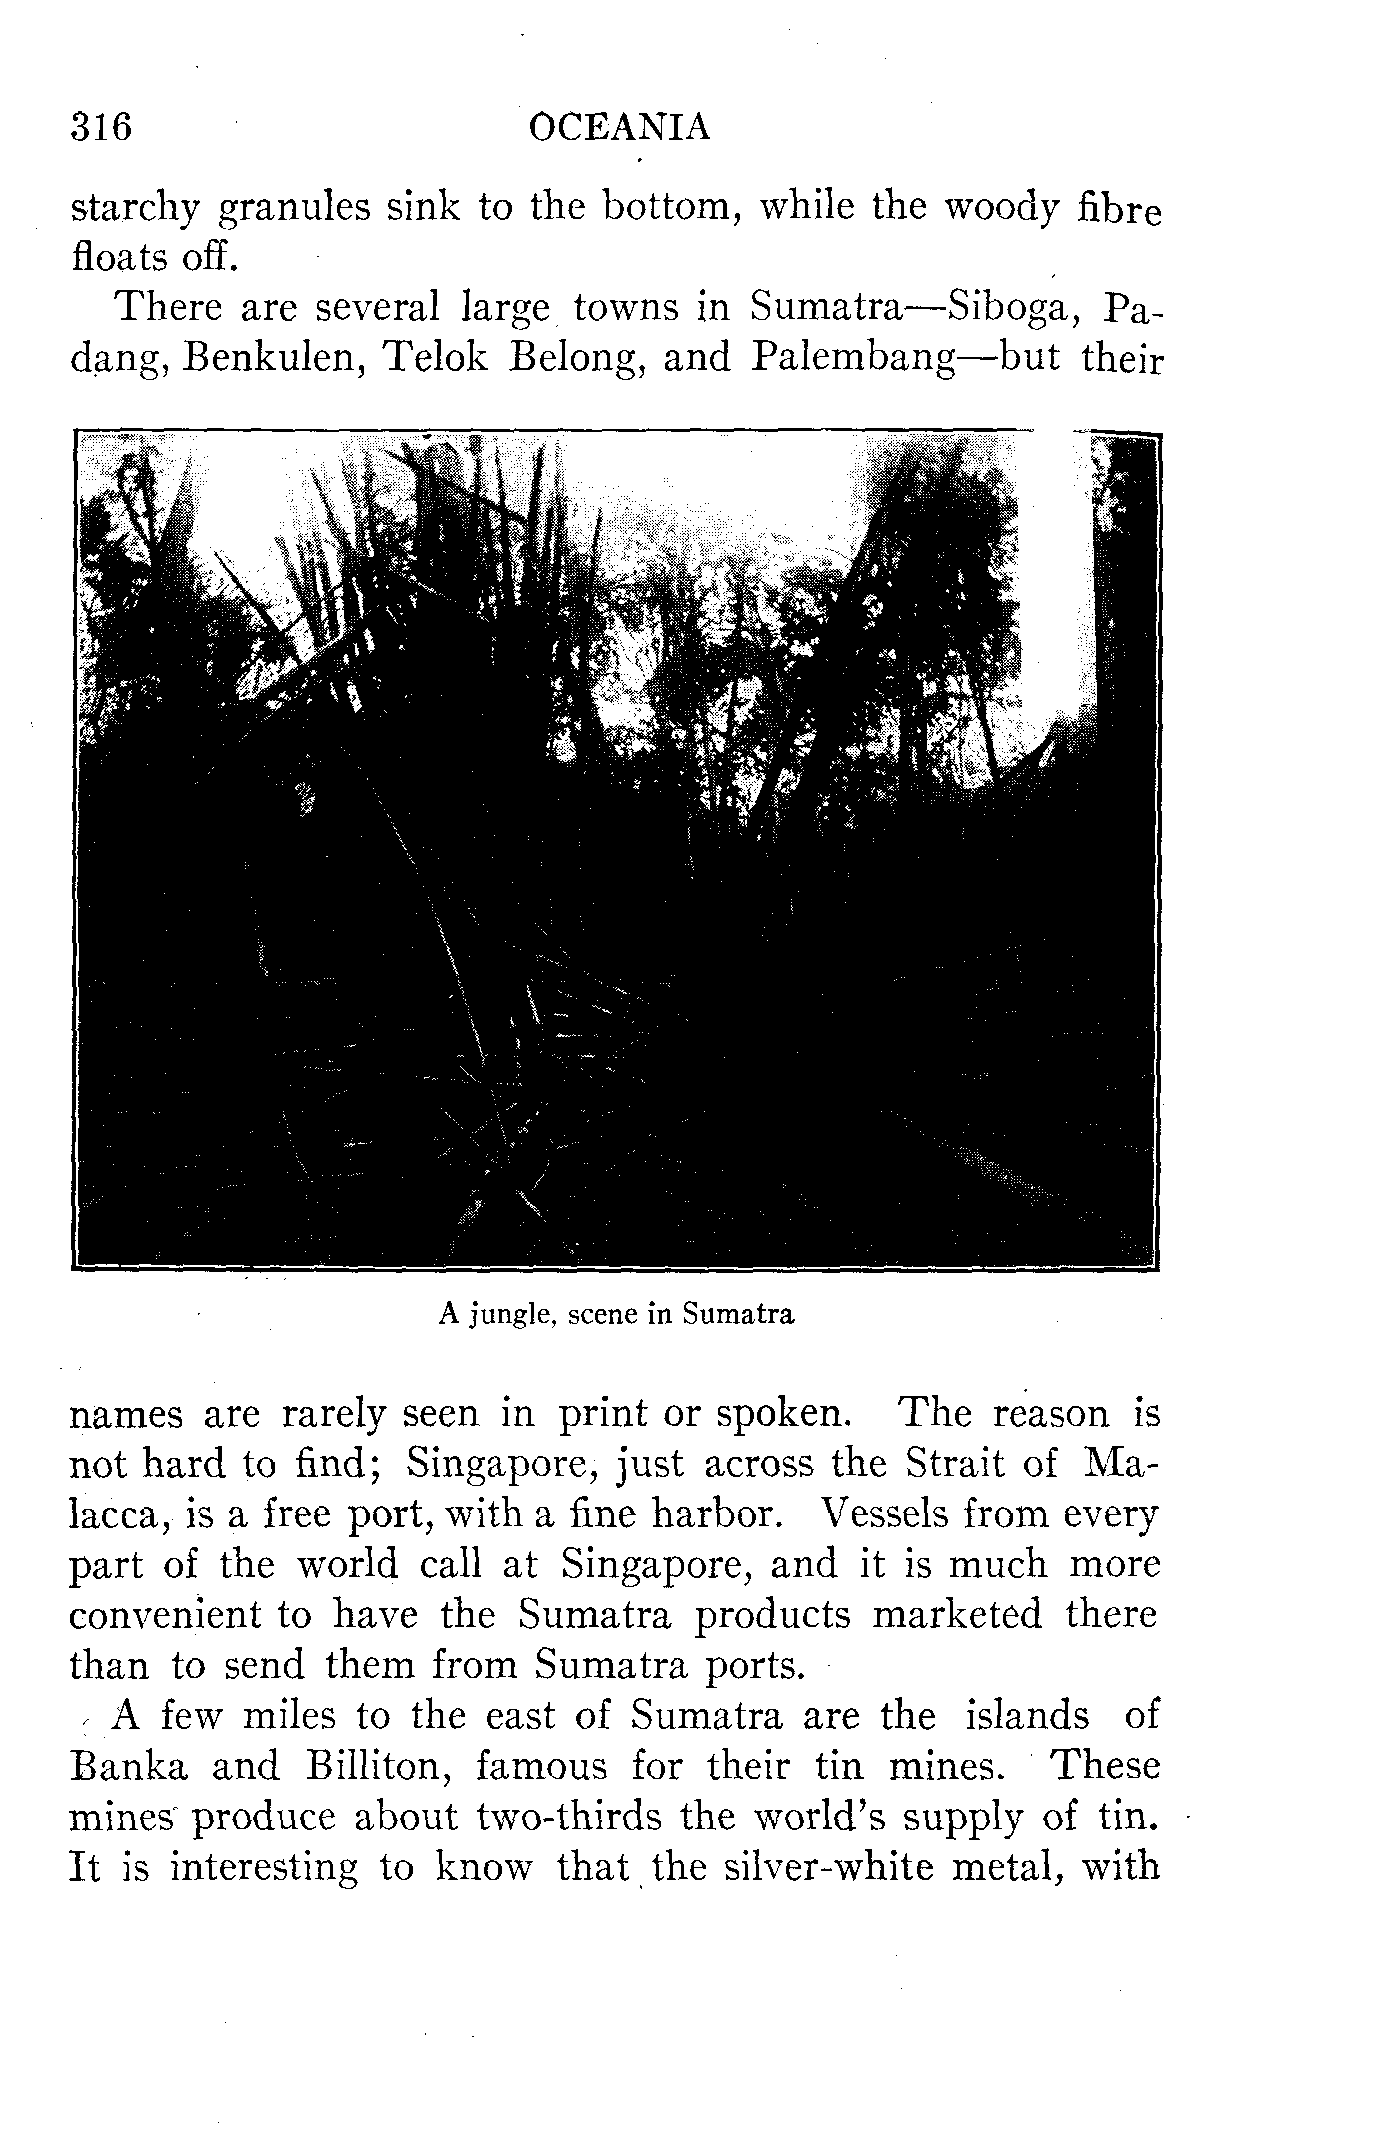 316 OCEANIA
starchy granules sink to the bottom, while the woody fibre
floats off.
There are several large towns in Sumatra—Siboga, Pa-
dang, Benkulen, Telok Belong, and Palembang—but their
A jungle, scene in Sumatra
names are rarely seen in print or spoken. The reason is
not hard to find; Singapore, just across the Strait of Ma-
lacca, is a free port, with a fine harbor. Vessels from every
part of the world call at Singapore, and it is much more
convenient to have the Sumatra products marketed there
than to send them from Sumatra ports.
A few miles to the east of Sumatra are the islands of
Banka and Billiton, famous for their tin mines. These
mines produce about two-thirds the world's supply of tin.
It is interesting to know that the silver-white metal, with